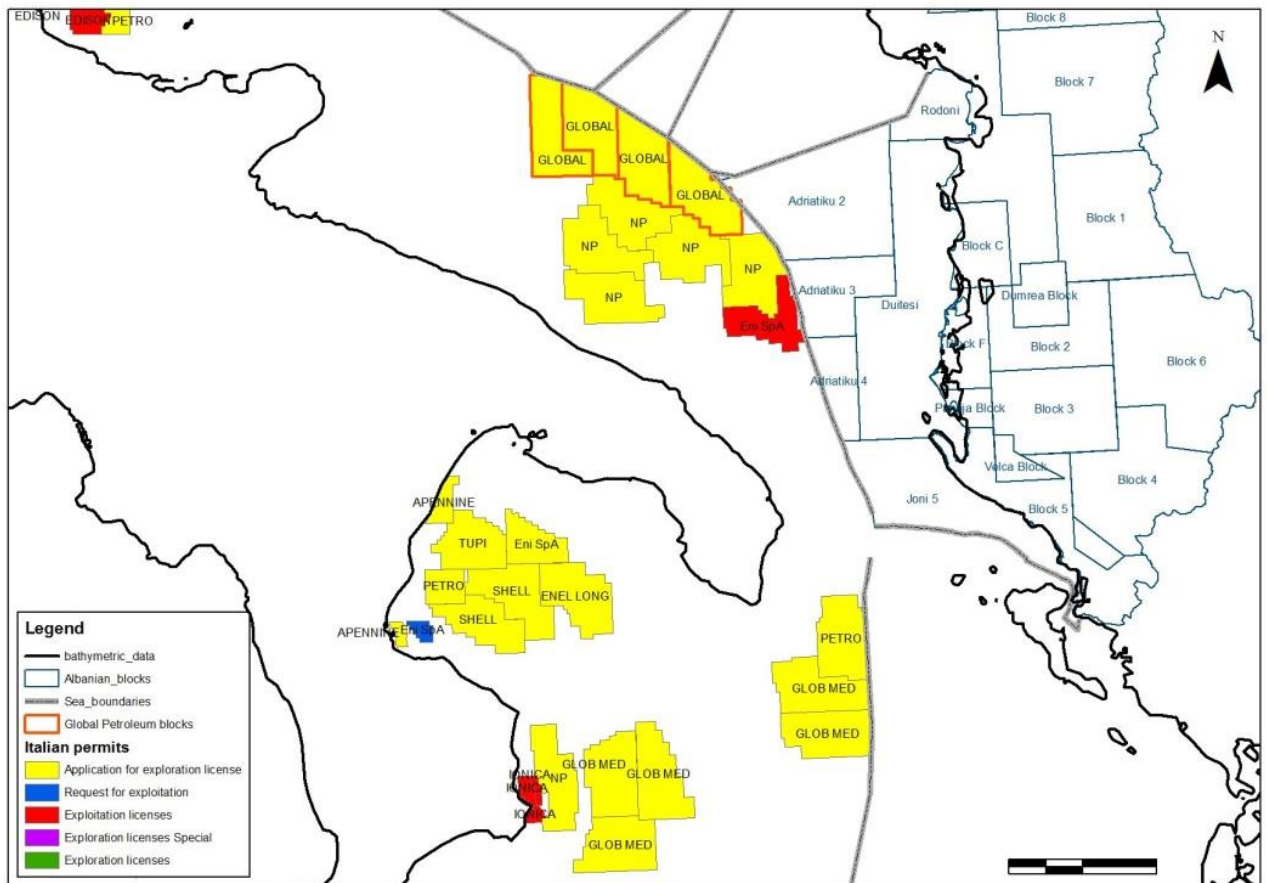 EDISON
EDISON
PETRO
Block 8
N
Block 7
Rodoni
GLOBAL
GLOBAL
GLOBAL
GLOBAL
Adriatiku 2
Block 1
NP
NP
NP
NP
NP
Block C
Adriatiku 3
Dumrea Block
Duitesi
Eni SpA
Block F
Block 2
Block 6
Adriatiku 4
Block 3
Velca Block
Block 4
Joni 5
Block 5
APENNINE
TUPI
Eni SpA
PETRO
SHELL
ENEL LONG
SHELL
APENNINE
Eni SpA
PETRO
GLOB MED
GLOB MED
IONICA
NP
GLOB MED
GLOB MED
IONICA
IONICA
GLOB MED
Legend
bathymetric_data
Albanian_blocks
Sea_boundaries
Global Petroleum blocks
Italian permits
Application for exploration license
Request for exploitation
Exploitation licenses
Exploration licenses Special
Exploration licenses